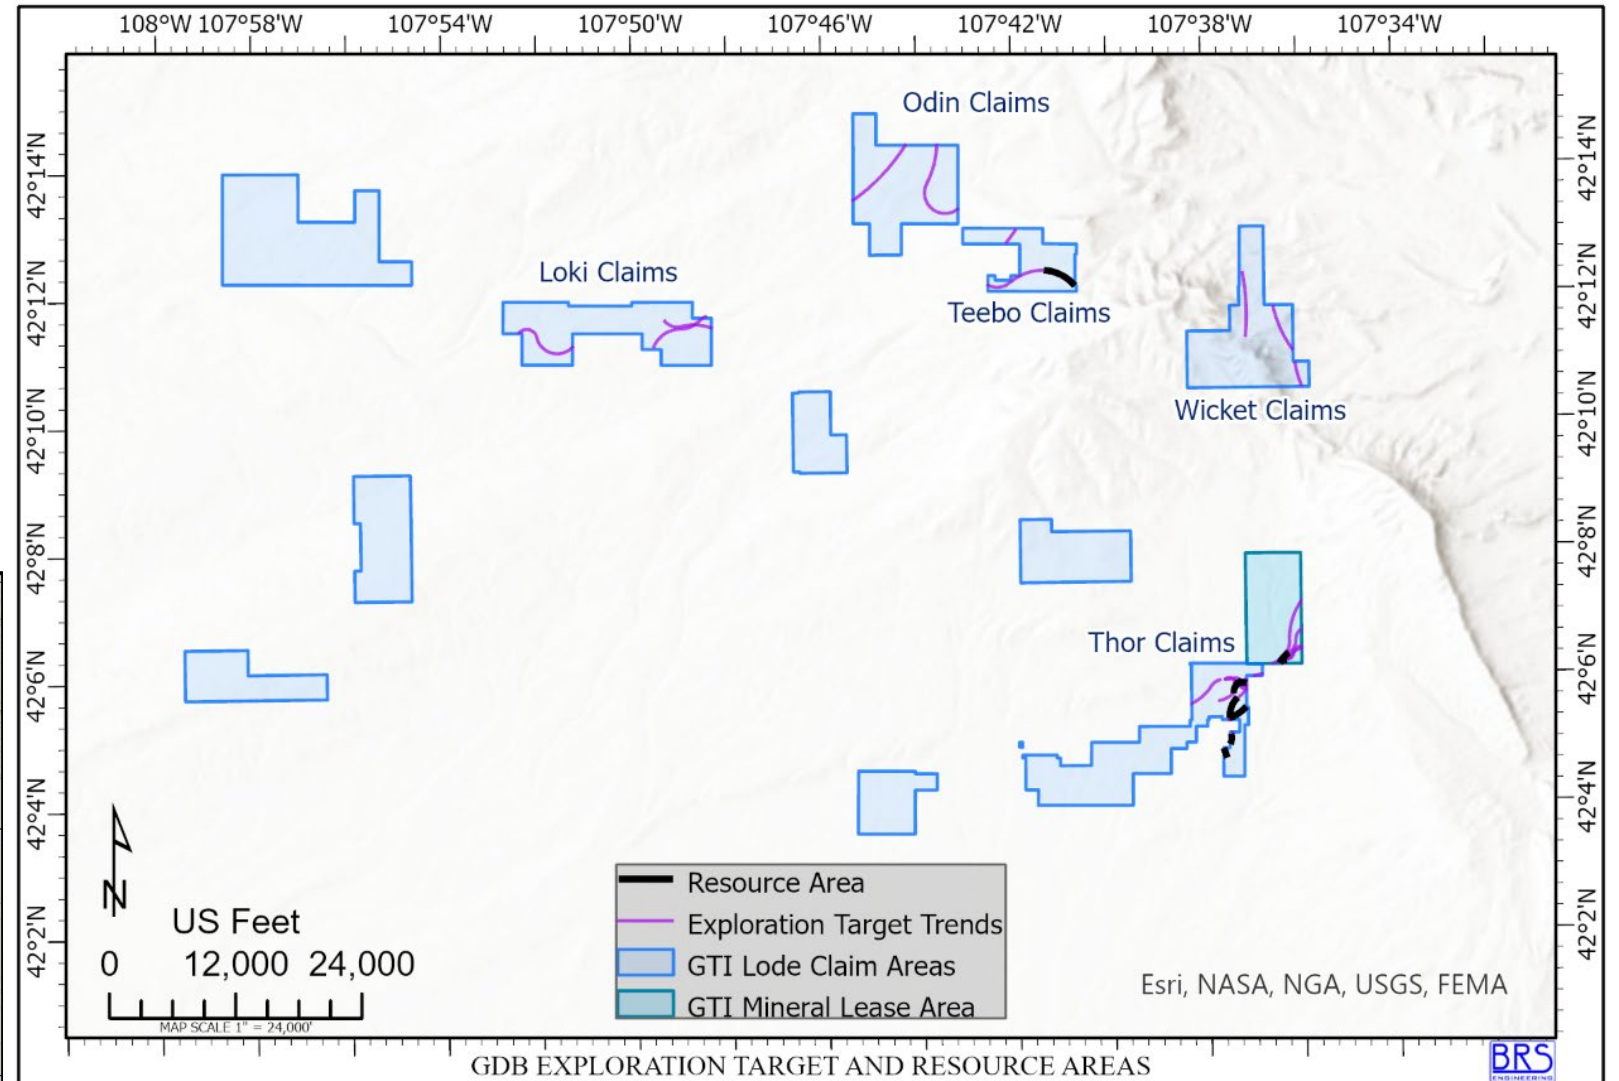 108°W 107°58'W 107°54'W 107°50'W 107°46'W 107°42'W 107°38'W 107°34'W
Odin Claims
42°14'N
42°14'N
Loki Claims
42°12'N
42°12'N
Teebo Claims
Wicket Claims
42°10'N
42°10'N
42°8'N
42°8'N
Thor Claims
42°6'N
42°6'N
42°4'N
42°4'N
N
US Feet
0 12,000 24,000
MAP SCALE 1" = 24,000'
Resource Area
Exploration Target Trends
GTI Lode Claim Areas
GTI Mineral Lease Area
42°2'N
42°2'N
Esri, NASA, NGA, USGS, FEMA
GDB EXPLORATION TARGET AND RESOURCE AREAS
BRS
ENGINEERING